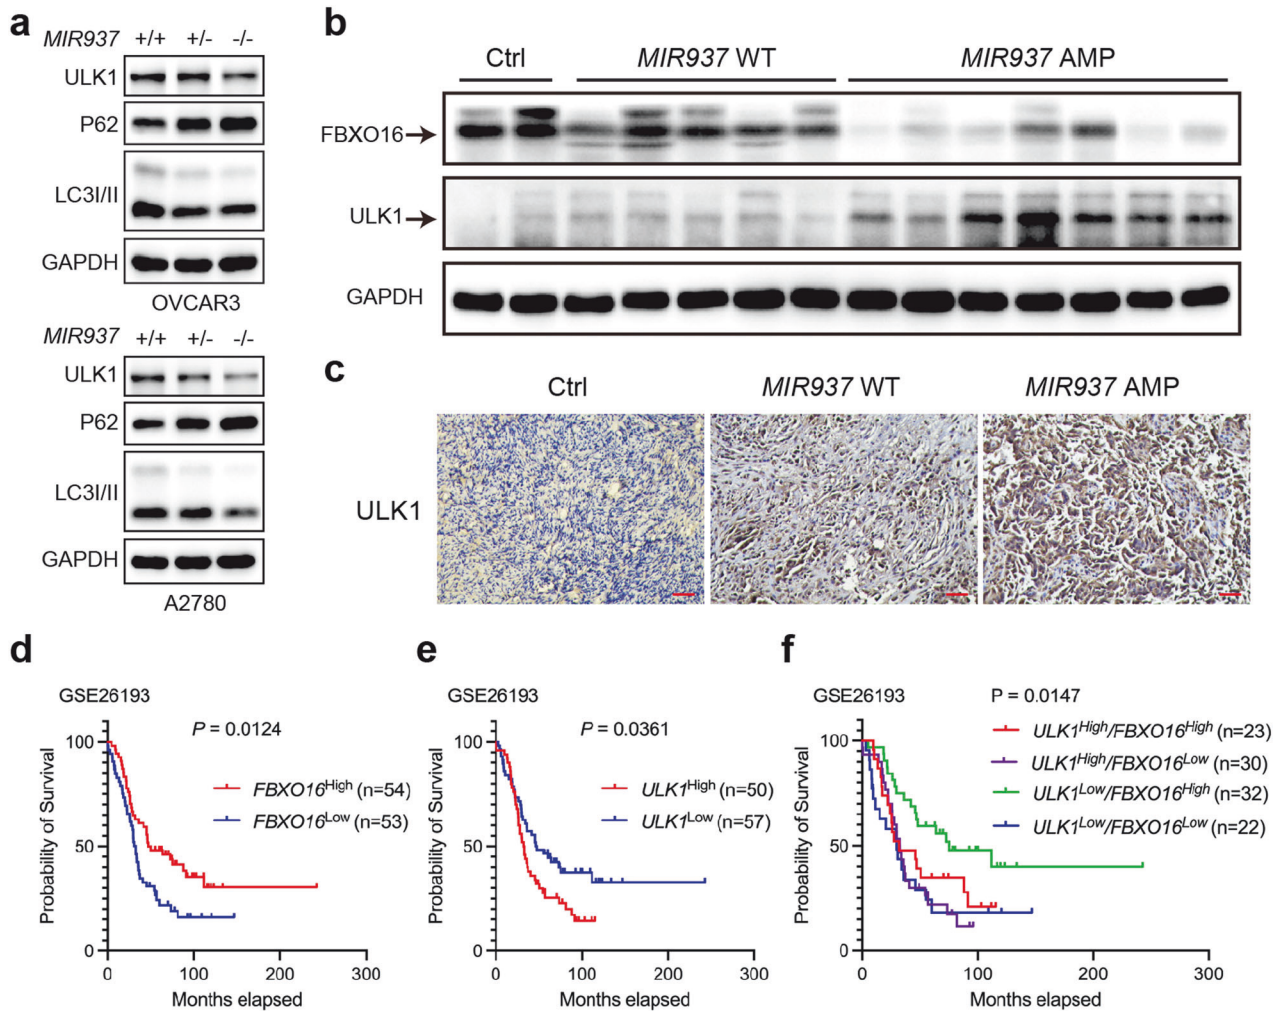 a
MIR937 +/+ +/- -/-
ULK1
P62
LC3I/II
GAPDH
OVCAR3
MIR937 +/+ +/- -/-
ULK1
P62
LC3I/II
GAPDH
A2780
b
Ctrl MIR937 WT MIR937 AMP
FBXO16
ULK1
GAPDH
c
Ctrl MIR937 WT MIR937 AMP
ULK1
d
GSE26193
P = 0.0124
FBXO16High (n=54)
FBXO16Low (n=53)
Probability of Survival
100
50
0
0 100 200 300
Months elapsed
e
GSE26193
P = 0.0361
ULK1High (n=50)
ULK1Low (n=57)
Probability of Survival
100
50
0
0 100 200 300
Months elapsed
f
GSE26193
P = 0.0147
ULK1High/FBXO16High (n=23)
ULK1High/FBXO16Low (n=30)
ULK1Low/FBXO16High (n=32)
ULK1Low/FBXO16Low (n=22)
Probability of Survival
100
50
0
0 100 200 300
Months elapsed